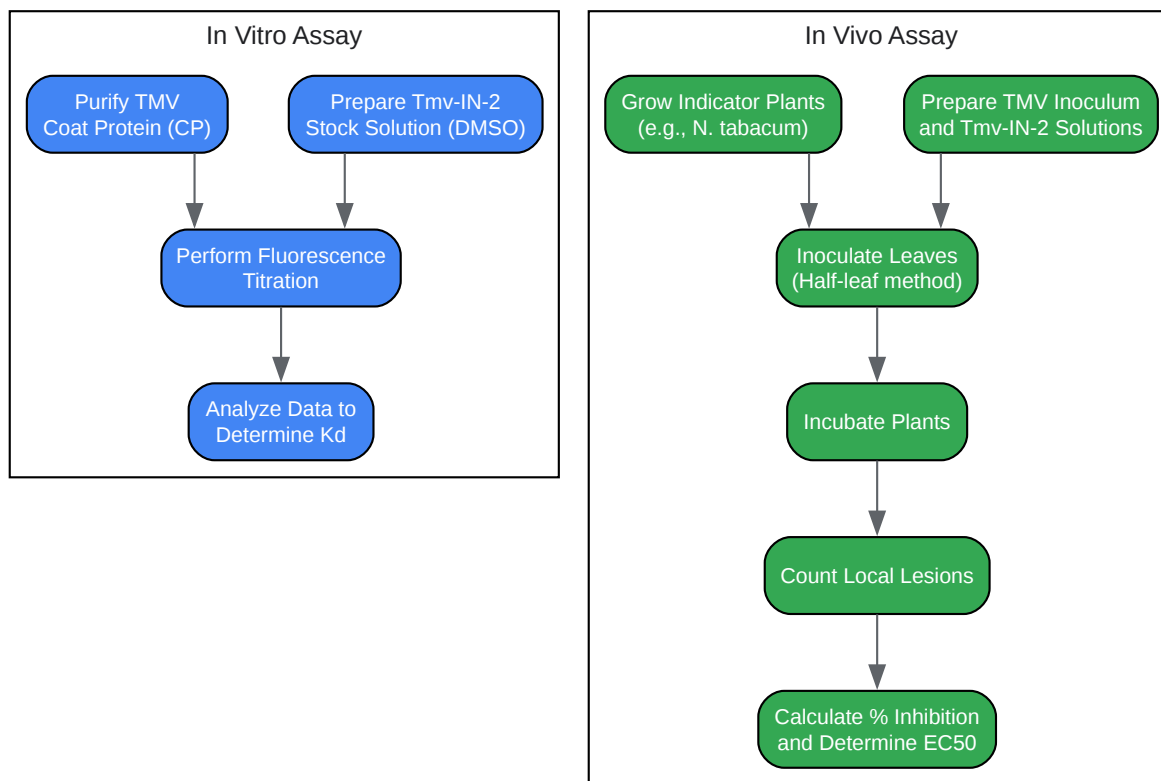 In Vitro Assay
Purify TMV
Coat Protein (CP)
Prepare Tmv-IN-2
Stock Solution (DMSO)
Perform Fluorescence
Titration
Analyze Data to
Determine Kd
In Vivo Assay
Grow Indicator Plants
(e.g., N. tabacum)
Prepare TMV Inoculum
and Tmv-IN-2 Solutions
Inoculate Leaves
(Half-leaf method)
Incubate Plants
Count Local Lesions
Calculate % Inhibition
and Determine EC50